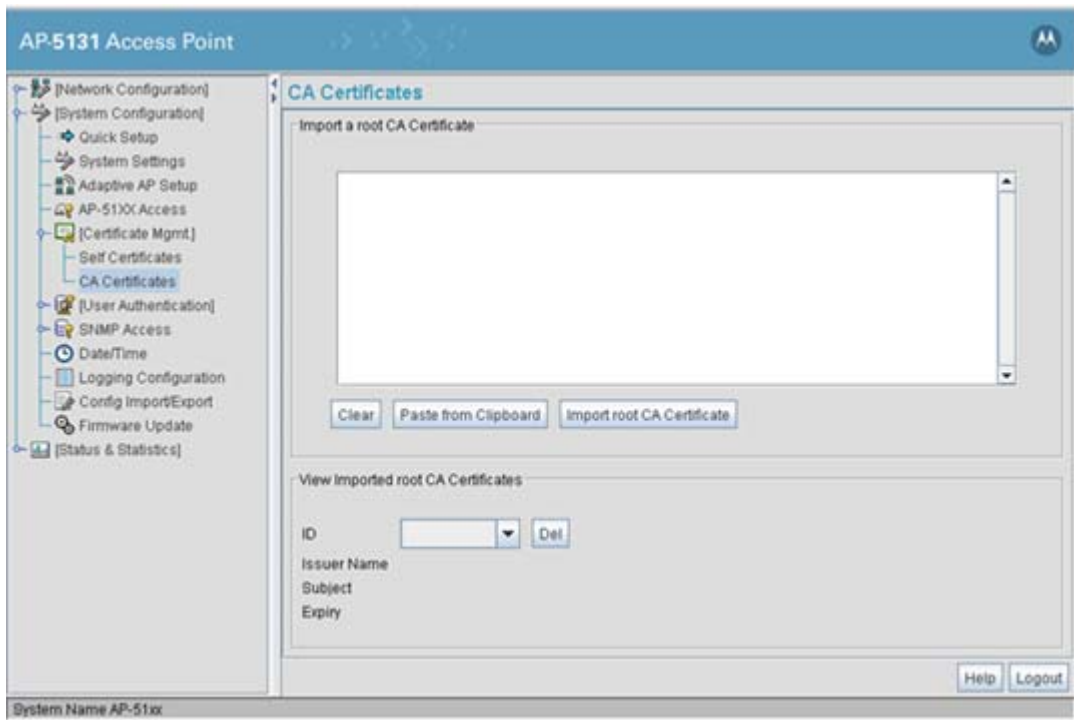 AP-5131 Access Point
[Network Configuration]
[System Configuration]
Quick Setup
System Settings
Adaptive AP Setup
AP-51XX Access
[Certificate Mgmt.]
Self Certificates
CA Certificates
[User Authentication]
SNMP Access
Date/Time
Logging Configuration
Config Import/Export
Firmware Update
[Status & Statistics]
CA Certificates
Import a root CA Certificate
Clear
Paste from Clipboard
Import root CA Certificate
View Imported root CA Certificates
ID
Del
Issuer Name
Subject
Expiry
Help
Logout
System Name AP-51xx